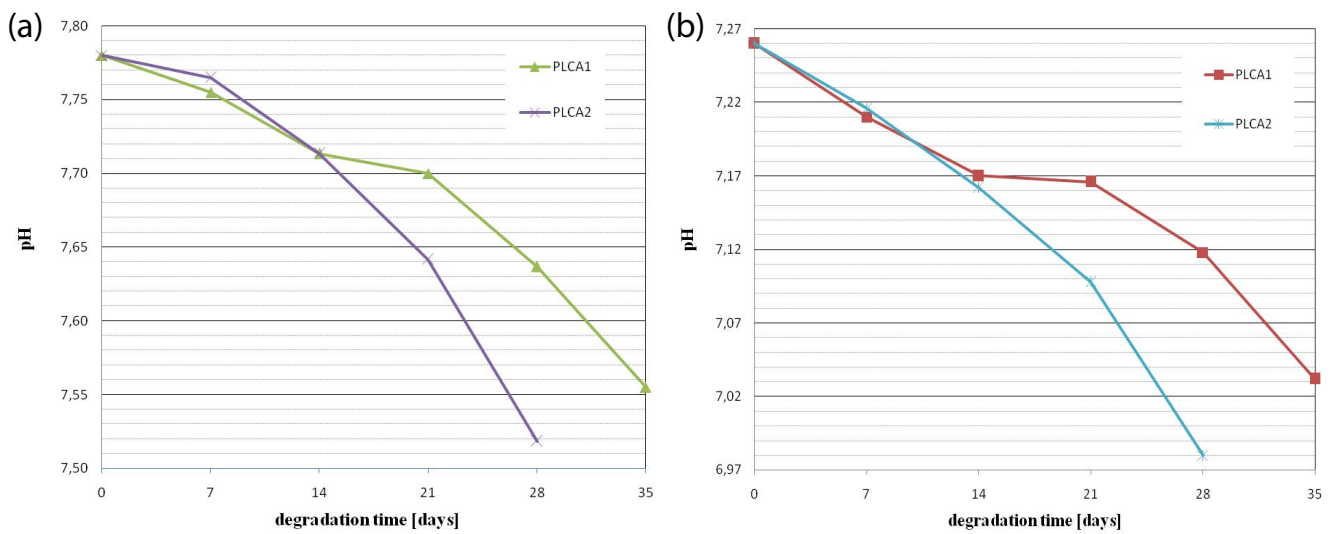 (a)
7,80
7,75
7,70
7,65
7,60
7,55
7,50
pH
0 7 14 21 28 35
degradation time [days]
PLCA1
PLCA2
(b)
7,27
7,22
7,17
7,12
7,07
7,02
6,97
pH
0 7 14 21 28 35
degradation time [days]
PLCA1
PLCA2